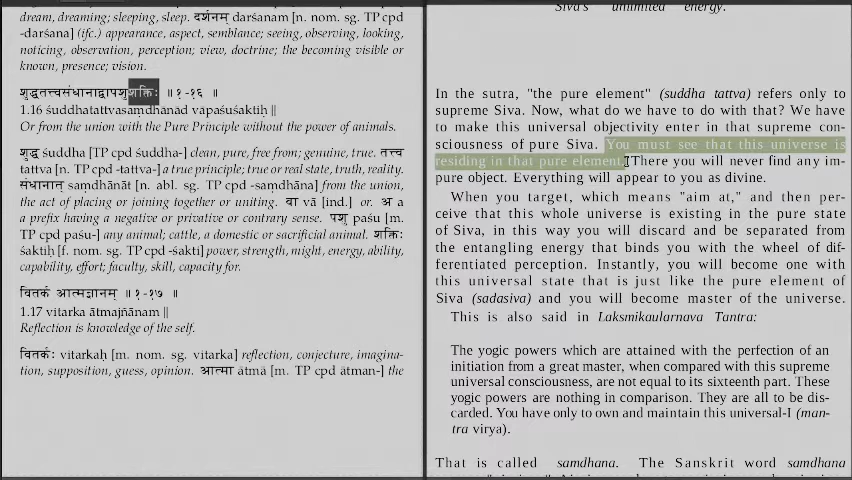 dream, dreaming; sleeping, sleep. दर्शनम् darśanam [n. nom. sg. TP cpd
-darśana] (ifc.) appearance, aspect, semblance; seeing, observing, looking,
noticing, observation, perception; view, doctrine; the becoming visible or
known, presence; vision.
शुद्धतत्त्वसंधानाद्वापशुशक्तिः ॥ १-१६ ॥
1.16 śuddhatattvasaṃdhānād vāpaśuśaktiḥ ||
Or from the union with the Pure Principle without the power of animals.
शुद्ध śuddha [TP cpd śuddha-] clean, pure, free from; genuine, true. तत्त्व
tattva [n. TP cpd -tattva-] a true principle; true or real state, truth, reality.
संधानात् saṃdhānāt [n. abl. sg. TP cpd -saṃdhāna] from the union,
the act of placing or joining together or uniting. वा vā [ind.] or. अ a
a prefix having a negative or privative or contrary sense. पशु paśu [m.
TP cpd paśu-] any animal; cattle, a domestic or sacrificial animal. शक्तिः
śaktiḥ [f. nom. sg. TP cpd -śakti] power, strength, might, energy, ability,
capability, effort; faculty, skill, capacity for.
वितर्क आत्मज्ञानम् ॥ १-१७ ॥
1.17 vitarka ātmajñānam ||
Reflection is knowledge of the self.
वितर्कः vitarkaḥ [m. nom. sg. vitarka] reflection, conjecture, imagina-
tion, supposition, guess, opinion. आत्मा ātmā [m. TP cpd ātman-] the
Siva's unlimited energy.
In the sutra, "the pure element" (suddha tattva) refers only to
supreme Siva. Now, what do we have to do with that? We have
to make this universal objectivity enter in that supreme con-
sciousness of pure Siva. You must see that this universe is
residing in that pure element. There you will never find any im-
pure object. Everything will appear to you as divine.
When you target, which means "aim at," and then per-
ceive that this whole universe is existing in the pure state
of Siva, in this way you will discard and be separated from
the entangling energy that binds you with the wheel of dif-
ferentiated perception. Instantly, you will become one with
this universal state that is just like the pure element of
Siva (sadasiva) and you will become master of the universe.
This is also said in Laksmikaularnava Tantra:
The yogic powers which are attained with the perfection of an
initiation from a great master, when compared with this supreme
universal consciousness, are not equal to its sixteenth part. These
yogic powers are nothing in comparison. They are all to be dis-
carded. You have only to own and maintain this universal-I (man-
tra virya).
That is called samdhana. The Sanskrit word samdhana